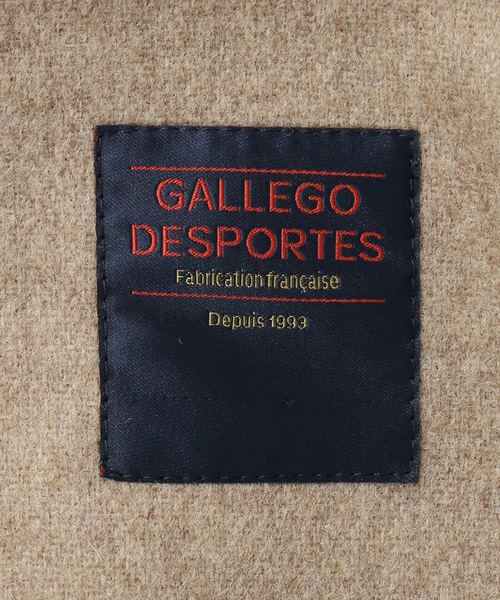 GALLEGO
DESPORTES
Fabrication française
Depuis 1993